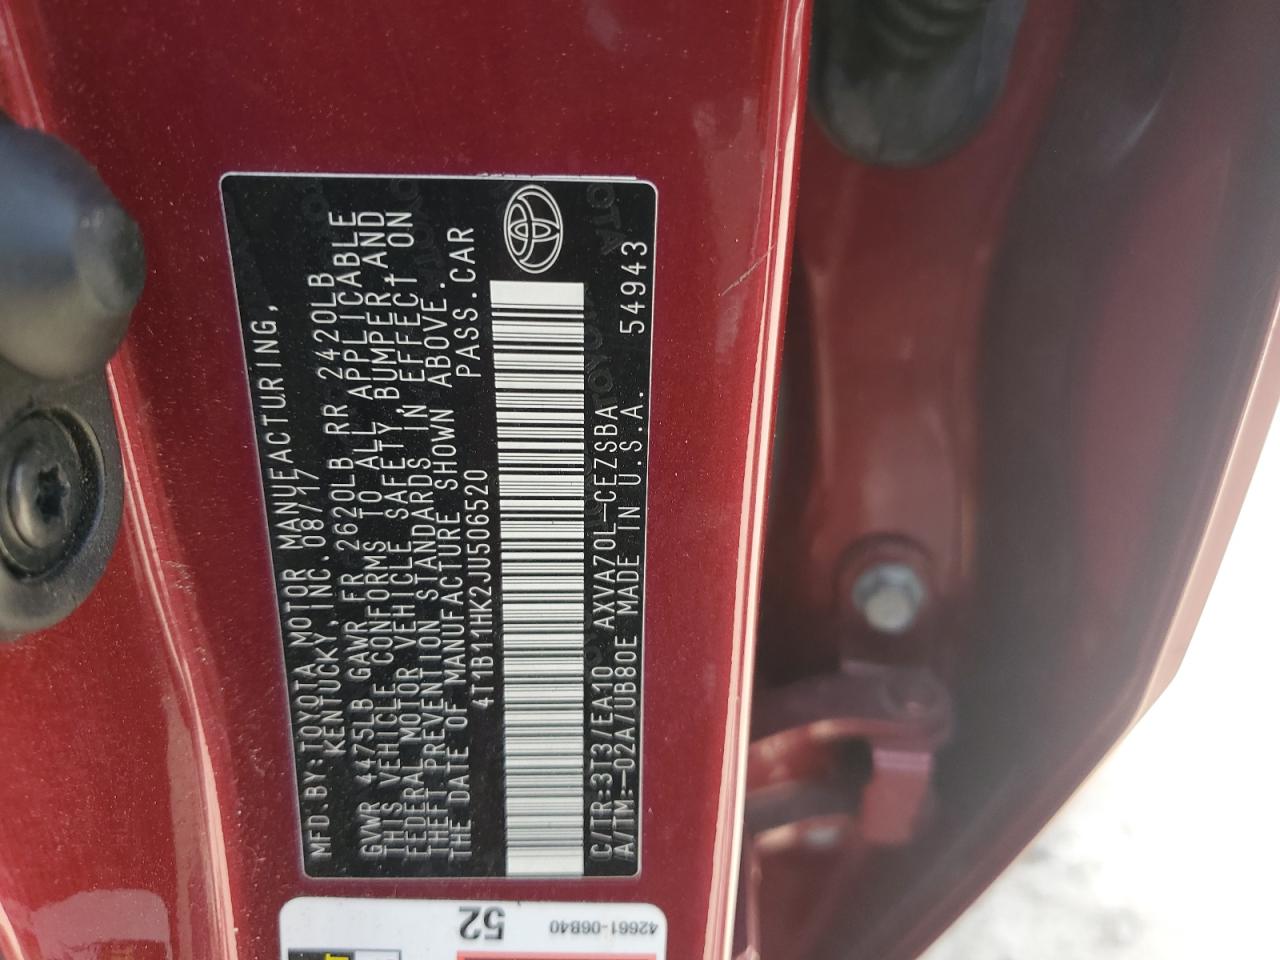 MFD.BY:TOYOTA MOTOR MANUFACTURING,
KENTUCKY,INC. 08/17
GVWR 4475LB GAWR FR 2620LB RR 2420LB
THIS VEHICLE CONFORMS TO ALL APPLICABLE
FEDERAL MOTOR VEHICLE SAFETY,BUMPER,AND
THEFT PREVENTION STANDARDS IN EFFECT ON
THE DATE OF MANUFACTURE SHOWN ABOVE.
4T1B11HK2JU506520 PASS.CAR
C/TR:3T3/EA10 AXVA70L-CEZSBA
A/TM:-02A/UB80E MADE IN U.S.A. 54943
52
42661-06B40